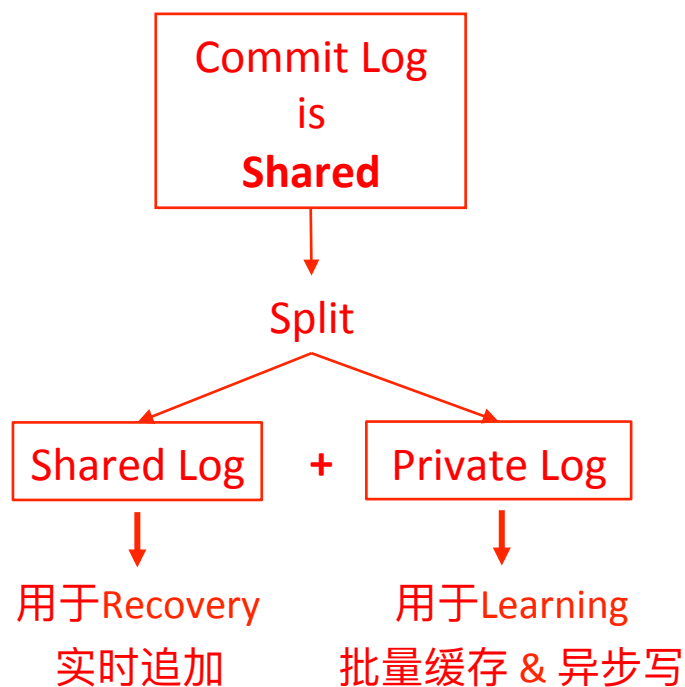 Commit Log
is
Shared
Split
Shared Log + Private Log
用于Recovery
实时追加
用于Learning
批量缓存 & 异步写